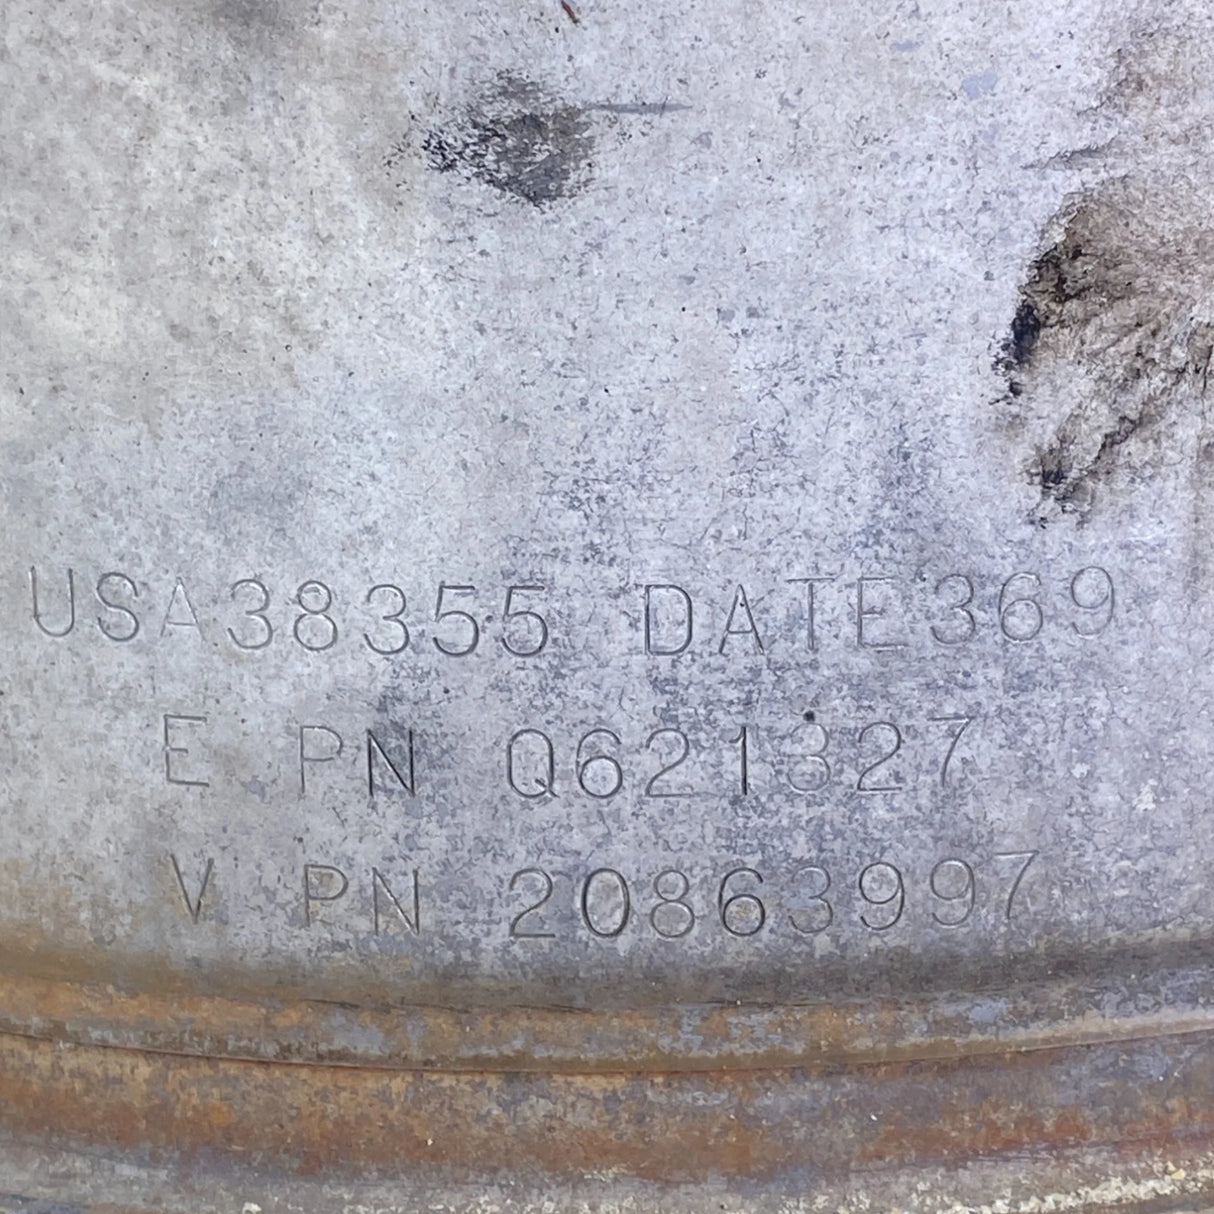 USA38355 DATE369
E PN Q621327
V PN 20863997